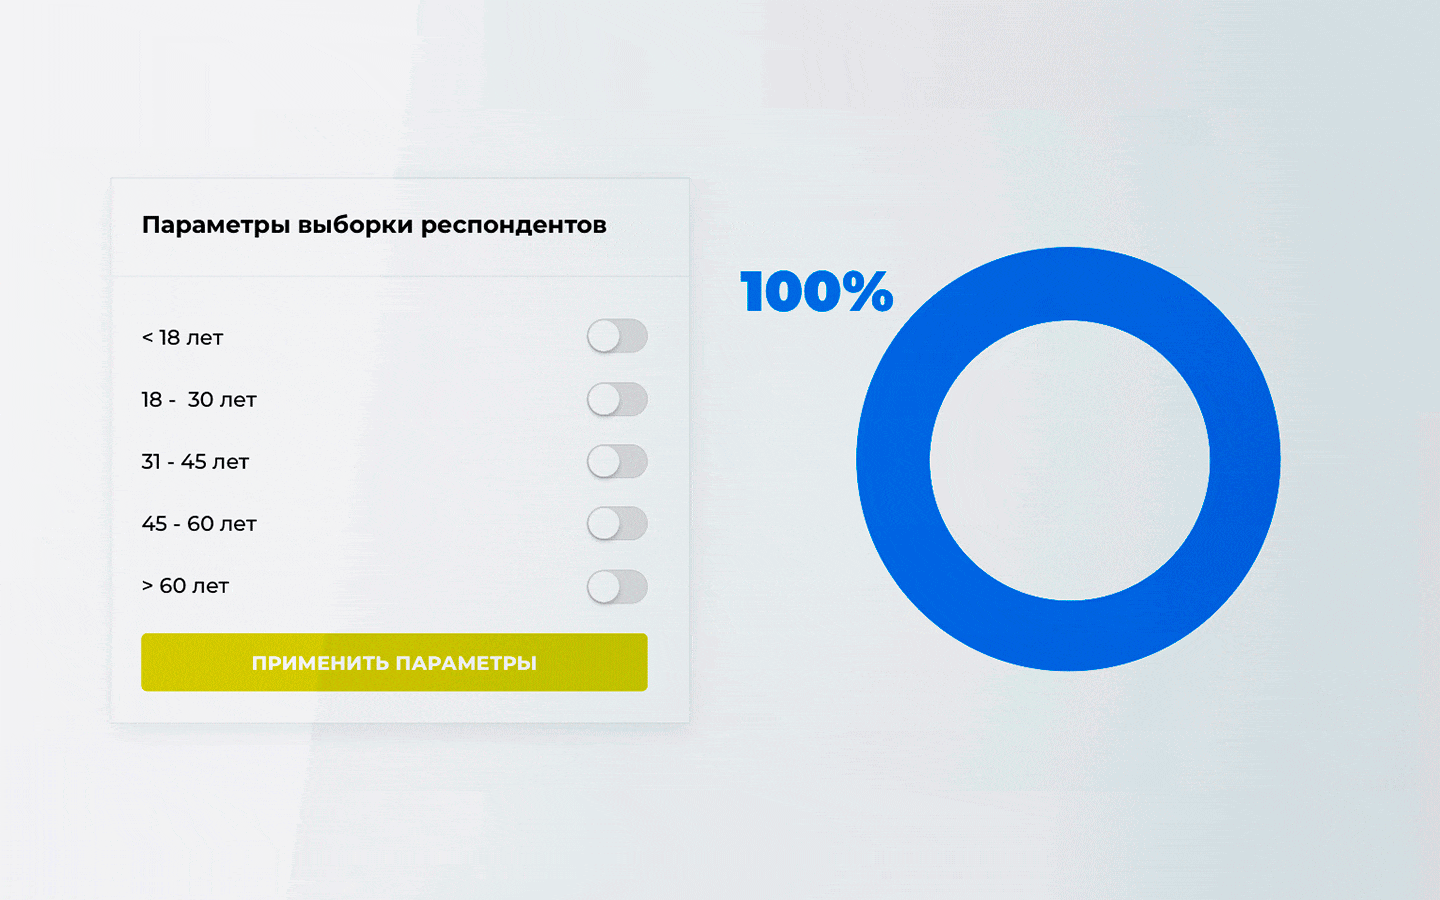 Параметры выборки респондентов
< 18 лет
18 -  30 лет
31 - 45 лет
45 - 60 лет
> 60 лет
ПРИМЕНИТЬ ПАРАМЕТРЫ
100%